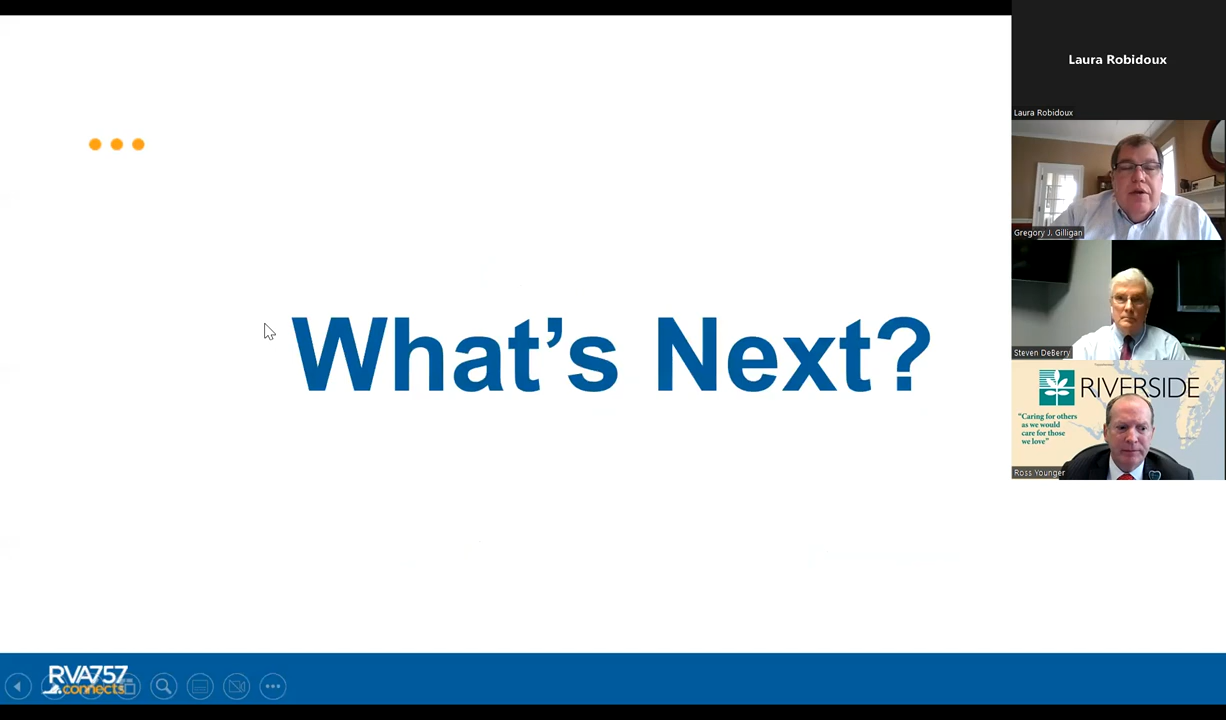 What's Next?
RVA757
connects
Laura Robidoux
Laura Robidoux
Gregory J. Gilligan
Steven DeBerry
RIVERSIDE
"Caring for others
as we would
care for those
we love"
Ross Younger